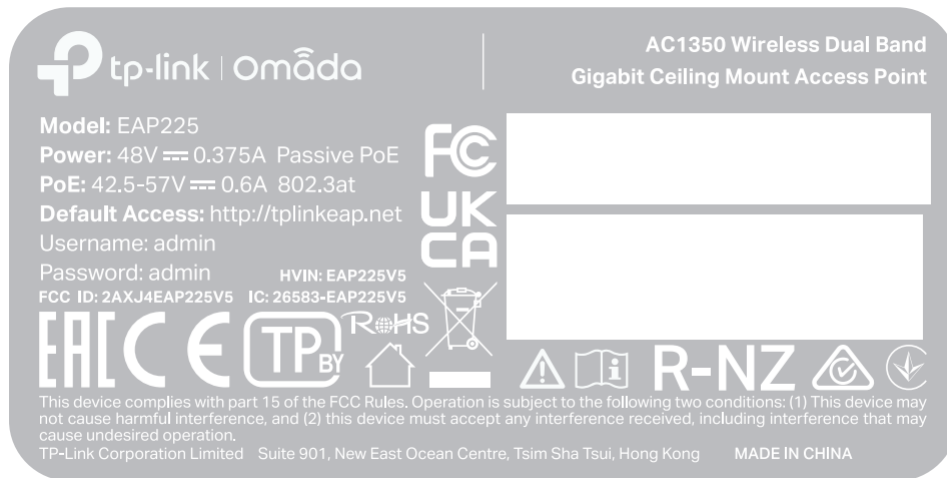 tp-link | Omada
AC1350 Wireless Dual Band
Gigabit Ceiling Mount Access Point
Model: EAP225
Power: 48V ⎓ 0.375A Passive PoE
PoE: 42.5-57V ⎓ 0.6A 802.3at
Default Access: http://tplinkeap.net
Username: admin
Password: admin
HVIN: EAP225V5
FCC ID: 2AXJ4EAP225V5 IC: 26583-EAP225V5
FC
UK
CA
EAC CE TP BY RoHS
R-NZ
This device complies with part 15 of the FCC Rules. Operation is subject to the following two conditions: (1) This device may
not cause harmful interference, and (2) this device must accept any interference received, including interference that may
cause undesired operation.
TP-Link Corporation Limited Suite 901, New East Ocean Centre, Tsim Sha Tsui, Hong Kong MADE IN CHINA